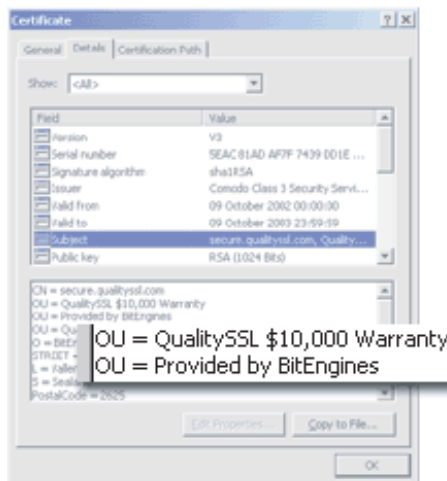 Certificate
General Details Certification Path
Show: <All>
Field Value
Version V3
Serial number 5EAC 81AD AF7F 7439 DD1E ...
Signature algorithm sha1RSA
Issuer Comodo Class 3 Security Servi...
Valid from 09 October 2002 00:00:00
Valid to 09 October 2003 23:59:59
Subject secure.qualityssl.com, Quality...
Public key RSA (1024 Bits)
CN = secure.qualityssl.com
OU = QualitySSL $10,000 Warranty
OU = Provided by BitEngines
OU = Qu
O = BitEn
STREET =
L =
S =
PostalCode = 2625
OU = QualitySSL $10,000 Warranty
OU = Provided by BitEngines
Edit Properties... Copy to File...
OK